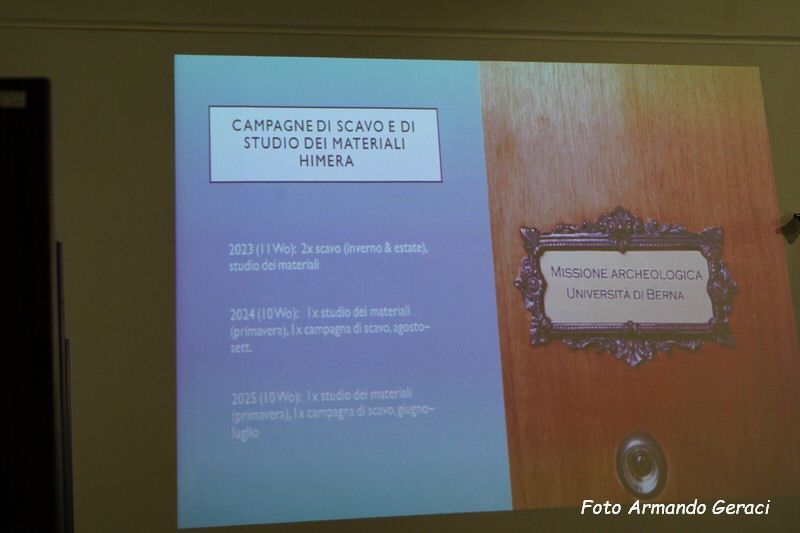 CAMPAGNE DI SCAVO E DI
STUDIO DEI MATERIALI
HIMERA
2023 (11 Wo): 2x scavo (inverno & estate),
studio dei materiali
2024 (10 Wo): 1x studio dei materiali
(primavera), 1x campagna di scavo, agosto–
sett.
2025 (10 Wo): 1x studio dei materiali
(primavera), 1x campagna di scavo, giugno–
luglio
MISSIONE ARCHEOLOGICA
UNIVERSITÀ DI BERNA
Foto Armando Geraci